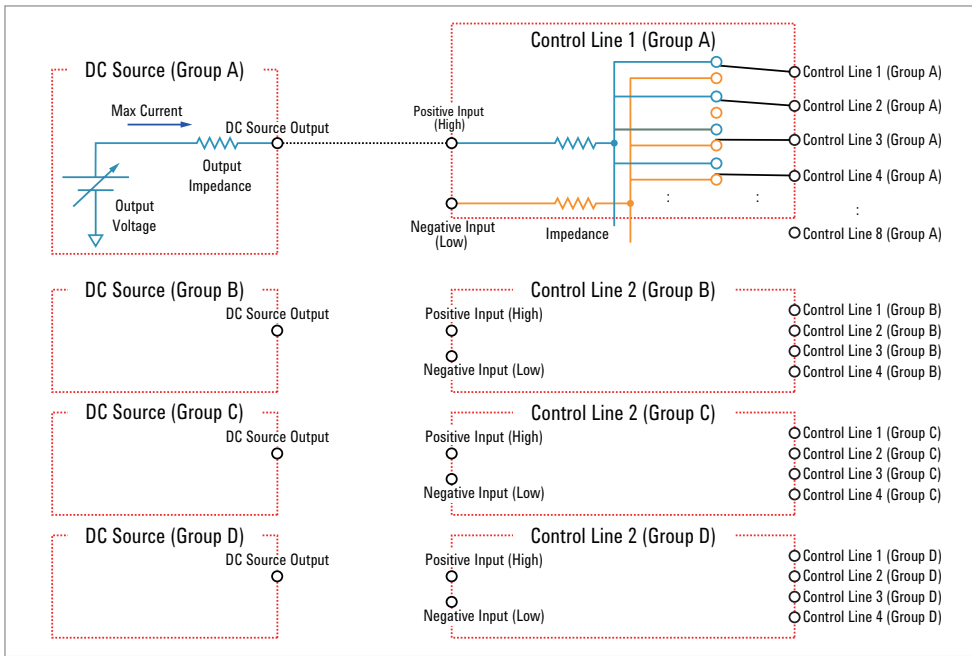 DC Source (Group A)
Max Current
DC Source Output
Output
Impedance
Output
Voltage
Control Line 1 (Group A)
Positive Input
(High)
Negative Input
(Low)
Impedance
Control Line 1 (Group A)
Control Line 2 (Group A)
Control Line 3 (Group A)
Control Line 4 (Group A)
: : :
Control Line 8 (Group A)
DC Source (Group B)
DC Source Output
Control Line 2 (Group B)
Positive Input (High)
Negative Input (Low)
Control Line 1 (Group B)
Control Line 2 (Group B)
Control Line 3 (Group B)
Control Line 4 (Group B)
DC Source (Group C)
DC Source Output
Control Line 2 (Group C)
Positive Input (High)
Negative Input (Low)
Control Line 1 (Group C)
Control Line 2 (Group C)
Control Line 3 (Group C)
Control Line 4 (Group C)
DC Source (Group D)
DC Source Output
Control Line 2 (Group D)
Positive Input (High)
Negative Input (Low)
Control Line 1 (Group D)
Control Line 2 (Group D)
Control Line 3 (Group D)
Control Line 4 (Group D)